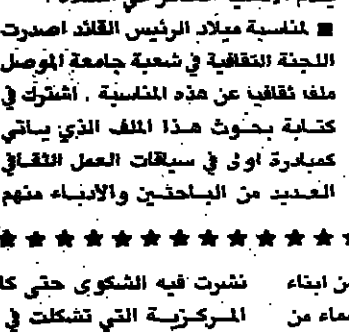 ■ لمناسبة ميلاد الرئيس القائد اصدرت
اللجنة الثقافية في شعبة جامعة الموصل
ملفا ثقافيا عن هذه المناسبة . اشترك في
كتابة بحوث هذا الملف الذي يأتي
كمبادرة اولى في سياقات العمل الثقافي
العديد من الباحثين والادباء منهم
ن ابناء
ماء من
نشرت فيه الشكوى حتى كا
المركزية التي تشكلت في